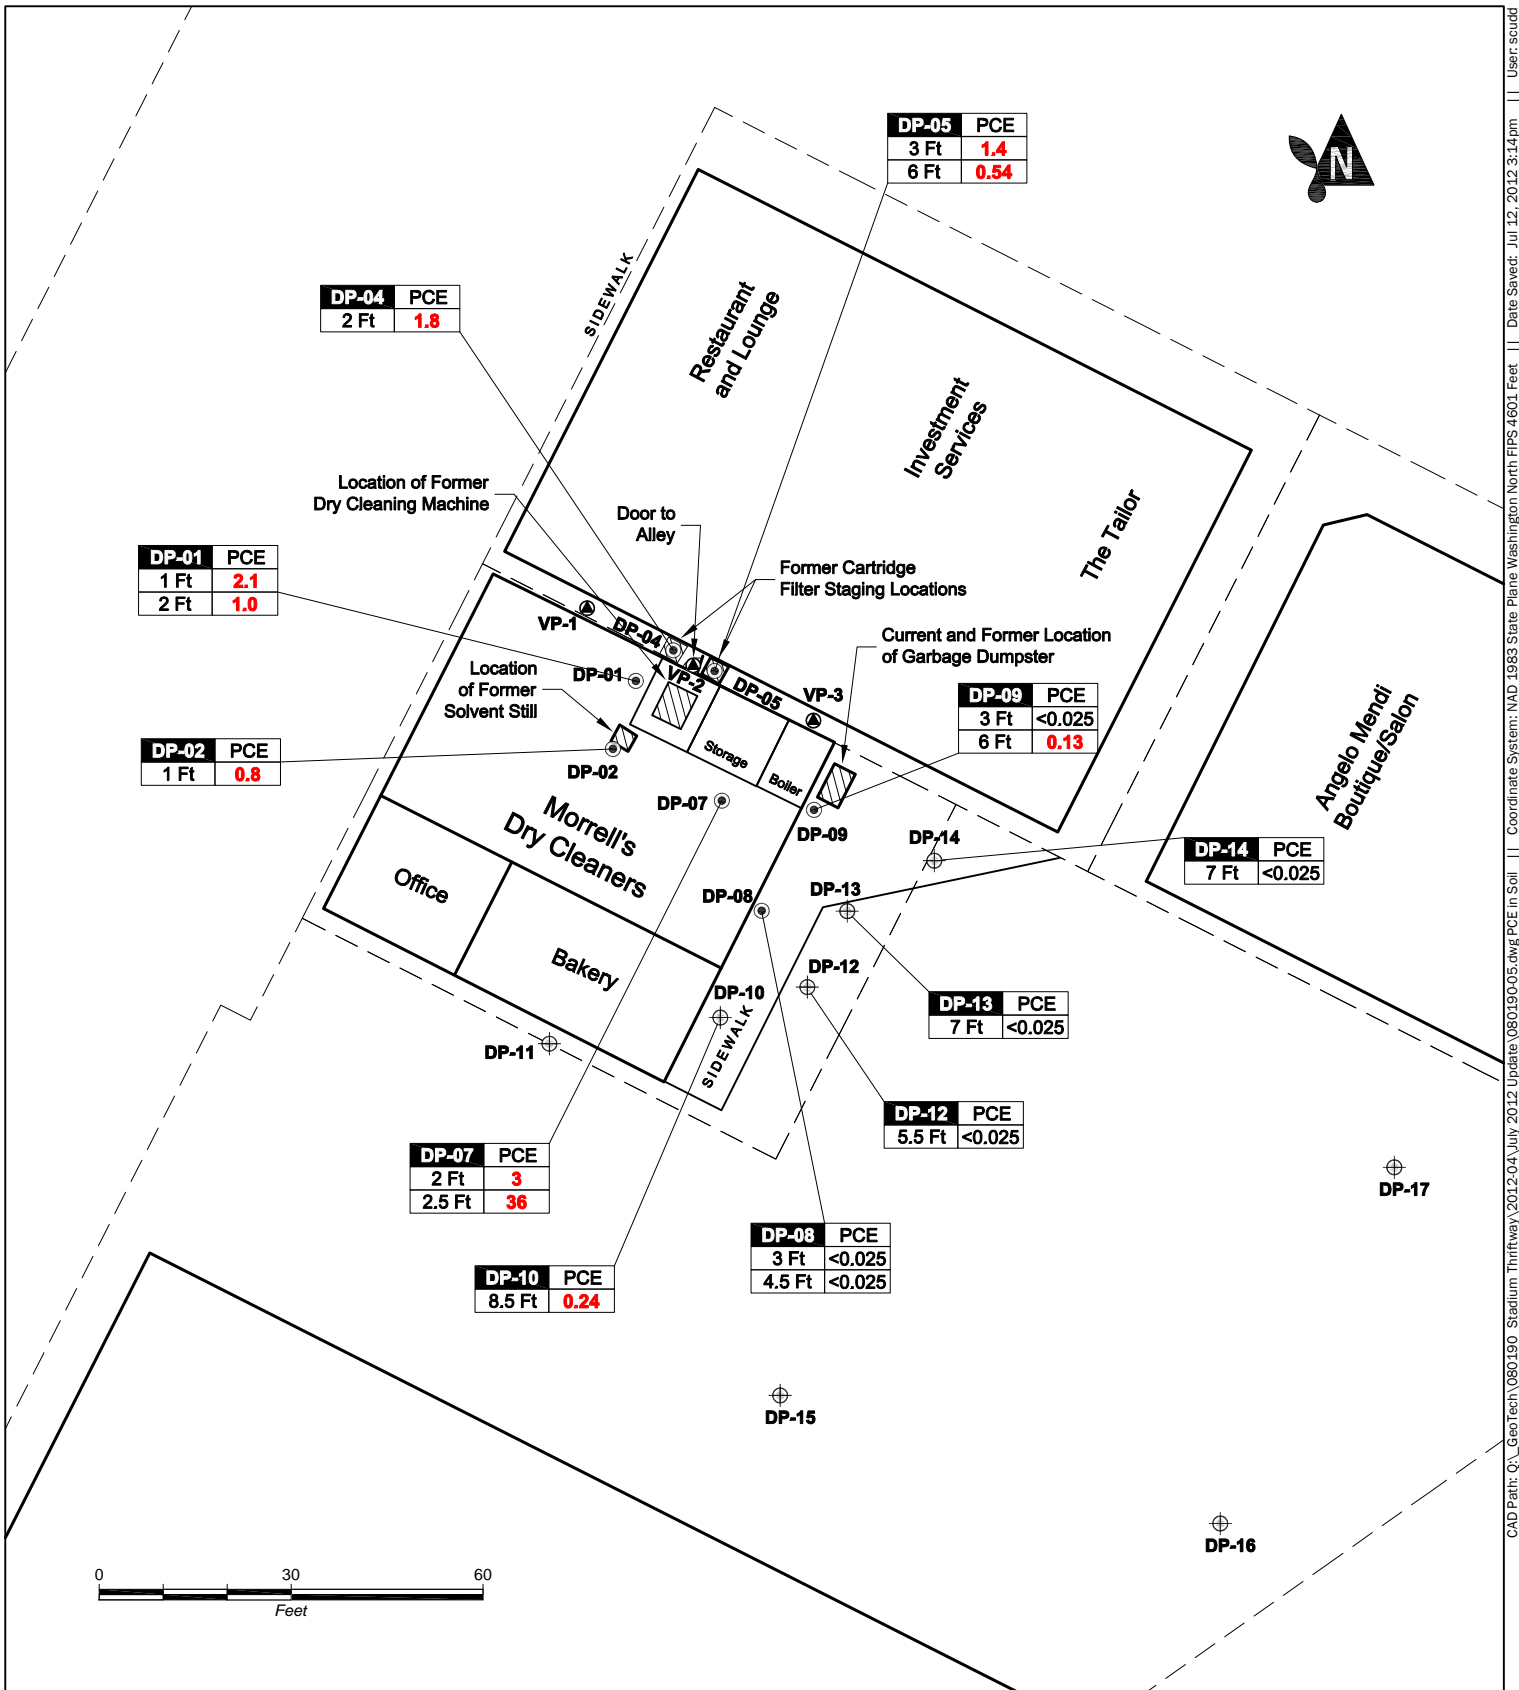 DP-05 PCE
3 Ft 1.4
6 Ft 0.54
N
SIDEWALK
Restaurant
and Lounge
DP-04 PCE
2 Ft 1.8
Investment
Services
Location of Former
Dry Cleaning Machine
Door to
Alley
The Tailor
DP-01 PCE
1 Ft 2.1
2 Ft 1.0
Former Cartridge
Filter Staging Locations
VP-1
DP-04
Current and Former Location
of Garbage Dumpster
DP-01
VP-2
DP-05
VP-3
Location
of Former
Solvent Still
DP-09 PCE
3 Ft <0.025
6 Ft 0.13
Angelo Mendi
Boutique/Salon
DP-02 PCE
1 Ft 0.8
DP-02
Storage
Boiler
DP-07
DP-09
Morrell's
Dry Cleaners
DP-14
DP-14 PCE
7 Ft <0.025
Office
DP-08
DP-13
Bakery
DP-12
DP-10
DP-13 PCE
7 Ft <0.025
DP-11
SIDEWALK
DP-12 PCE
5.5 Ft <0.025
DP-07 PCE
2 Ft 3
2.5 Ft 36
DP-17
DP-08 PCE
3 Ft <0.025
4.5 Ft <0.025
DP-10 PCE
8.5 Ft 0.24
DP-15
DP-16
0 30 60
Feet
CAD Path: Q:\_GeoTech\080190 Stadium Thriftway\2012-04\July 2012 Update\080190-05.dwg PCE in Soil || Coordinate System: NAD 1983 State Plane Washington North FIPS 4601 Feet || Date Saved: Jul 12, 2012 3:14pm || User: scudd